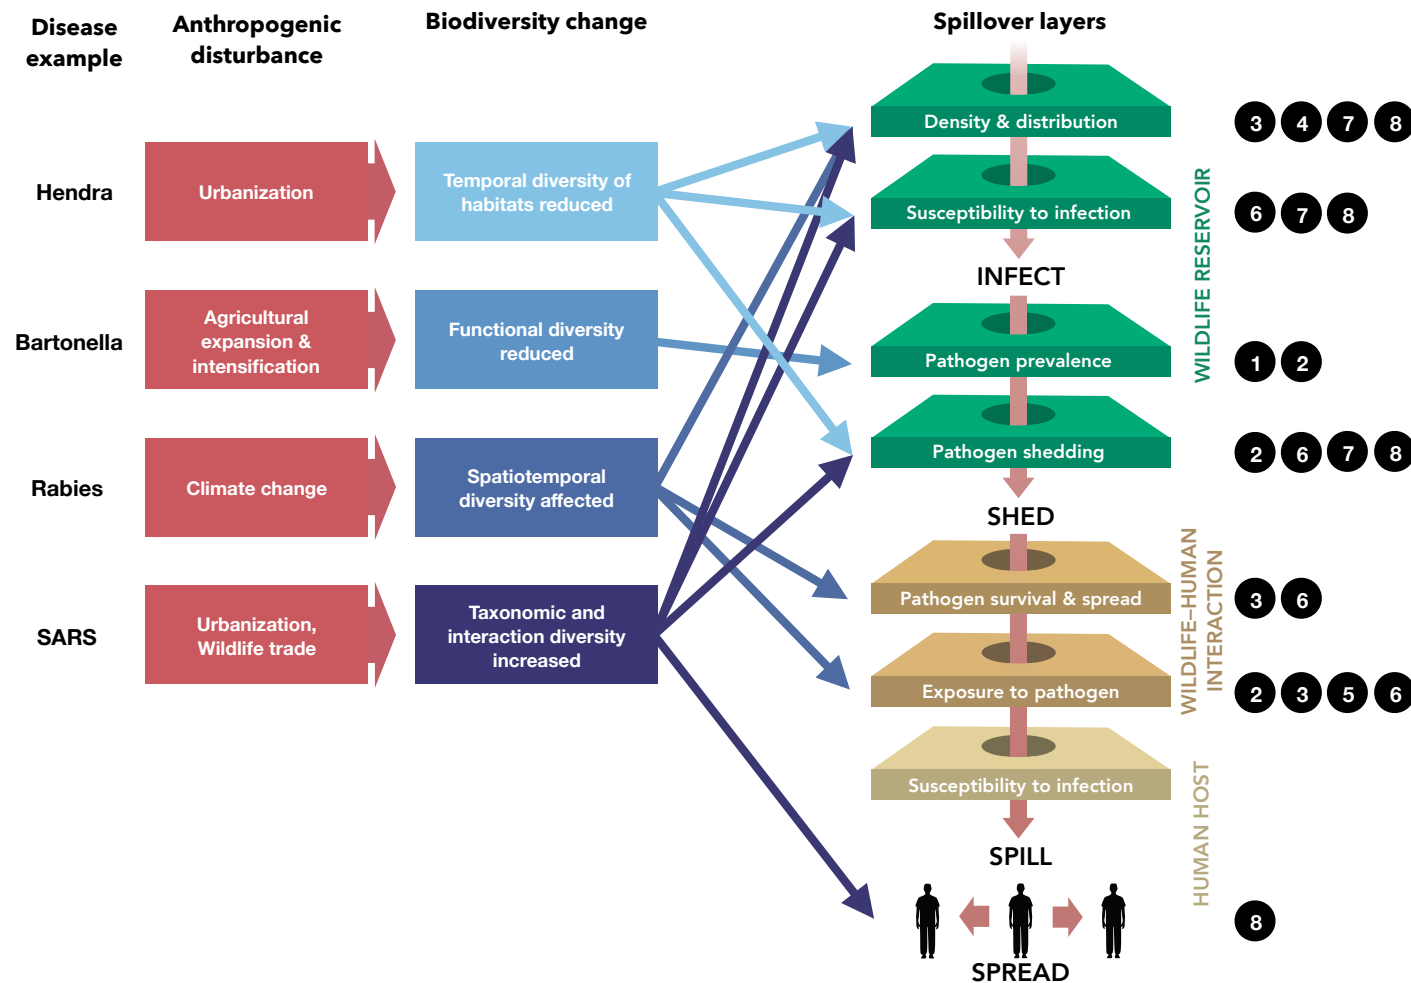 Disease
example
Anthropogenic
disturbance
Biodiversity change
Spillover layers
Hendra
Urbanization
Temporal diversity of
habitats reduced
Bartonella
Agricultural
expansion &
intensification
Functional diversity
reduced
Rabies
Climate change
Spatiotemporal
diversity affected
SARS
Urbanization,
Wildlife trade
Taxonomic and
interaction diversity
increased
Density & distribution
3 4 7 8
Susceptibility to infection
6 7 8
INFECT
WILDLIFE RESERVOIR
Pathogen prevalence
1 2
Pathogen shedding
2 6 7 8
SHED
WILDLIFE–HUMAN
INTERACTION
Pathogen survival & spread
3 6
Exposure to pathogen
2 3 5 6
Susceptibility to infection
HUMAN HOST
SPILL
8
SPREAD